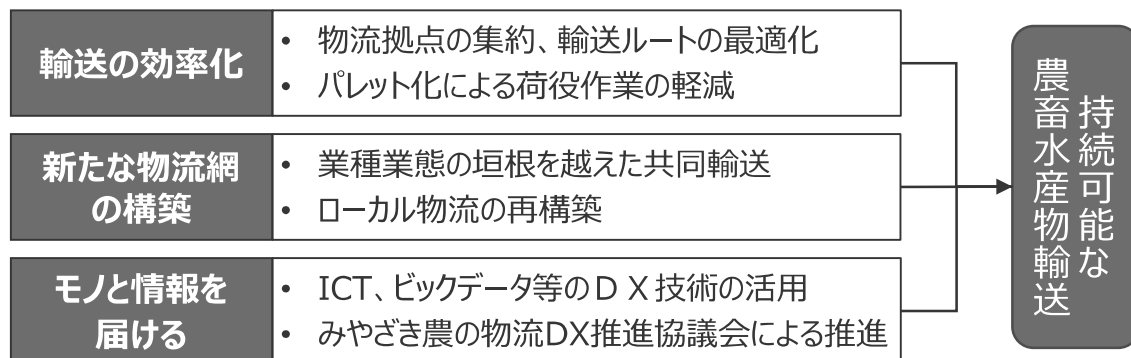 輸送の効率化
• 物流拠点の集約、輸送ルートの最適化
• パレット化による荷役作業の軽減
新たな物流網
の構築
• 業種業態の垣根を越えた共同輸送
• ローカル物流の再構築
モノと情報を
届ける
• ICT、ビックデータ等のDX技術の活用
• みやざき農の物流DX推進協議会による推進
持続可能な
農畜水産物輸送